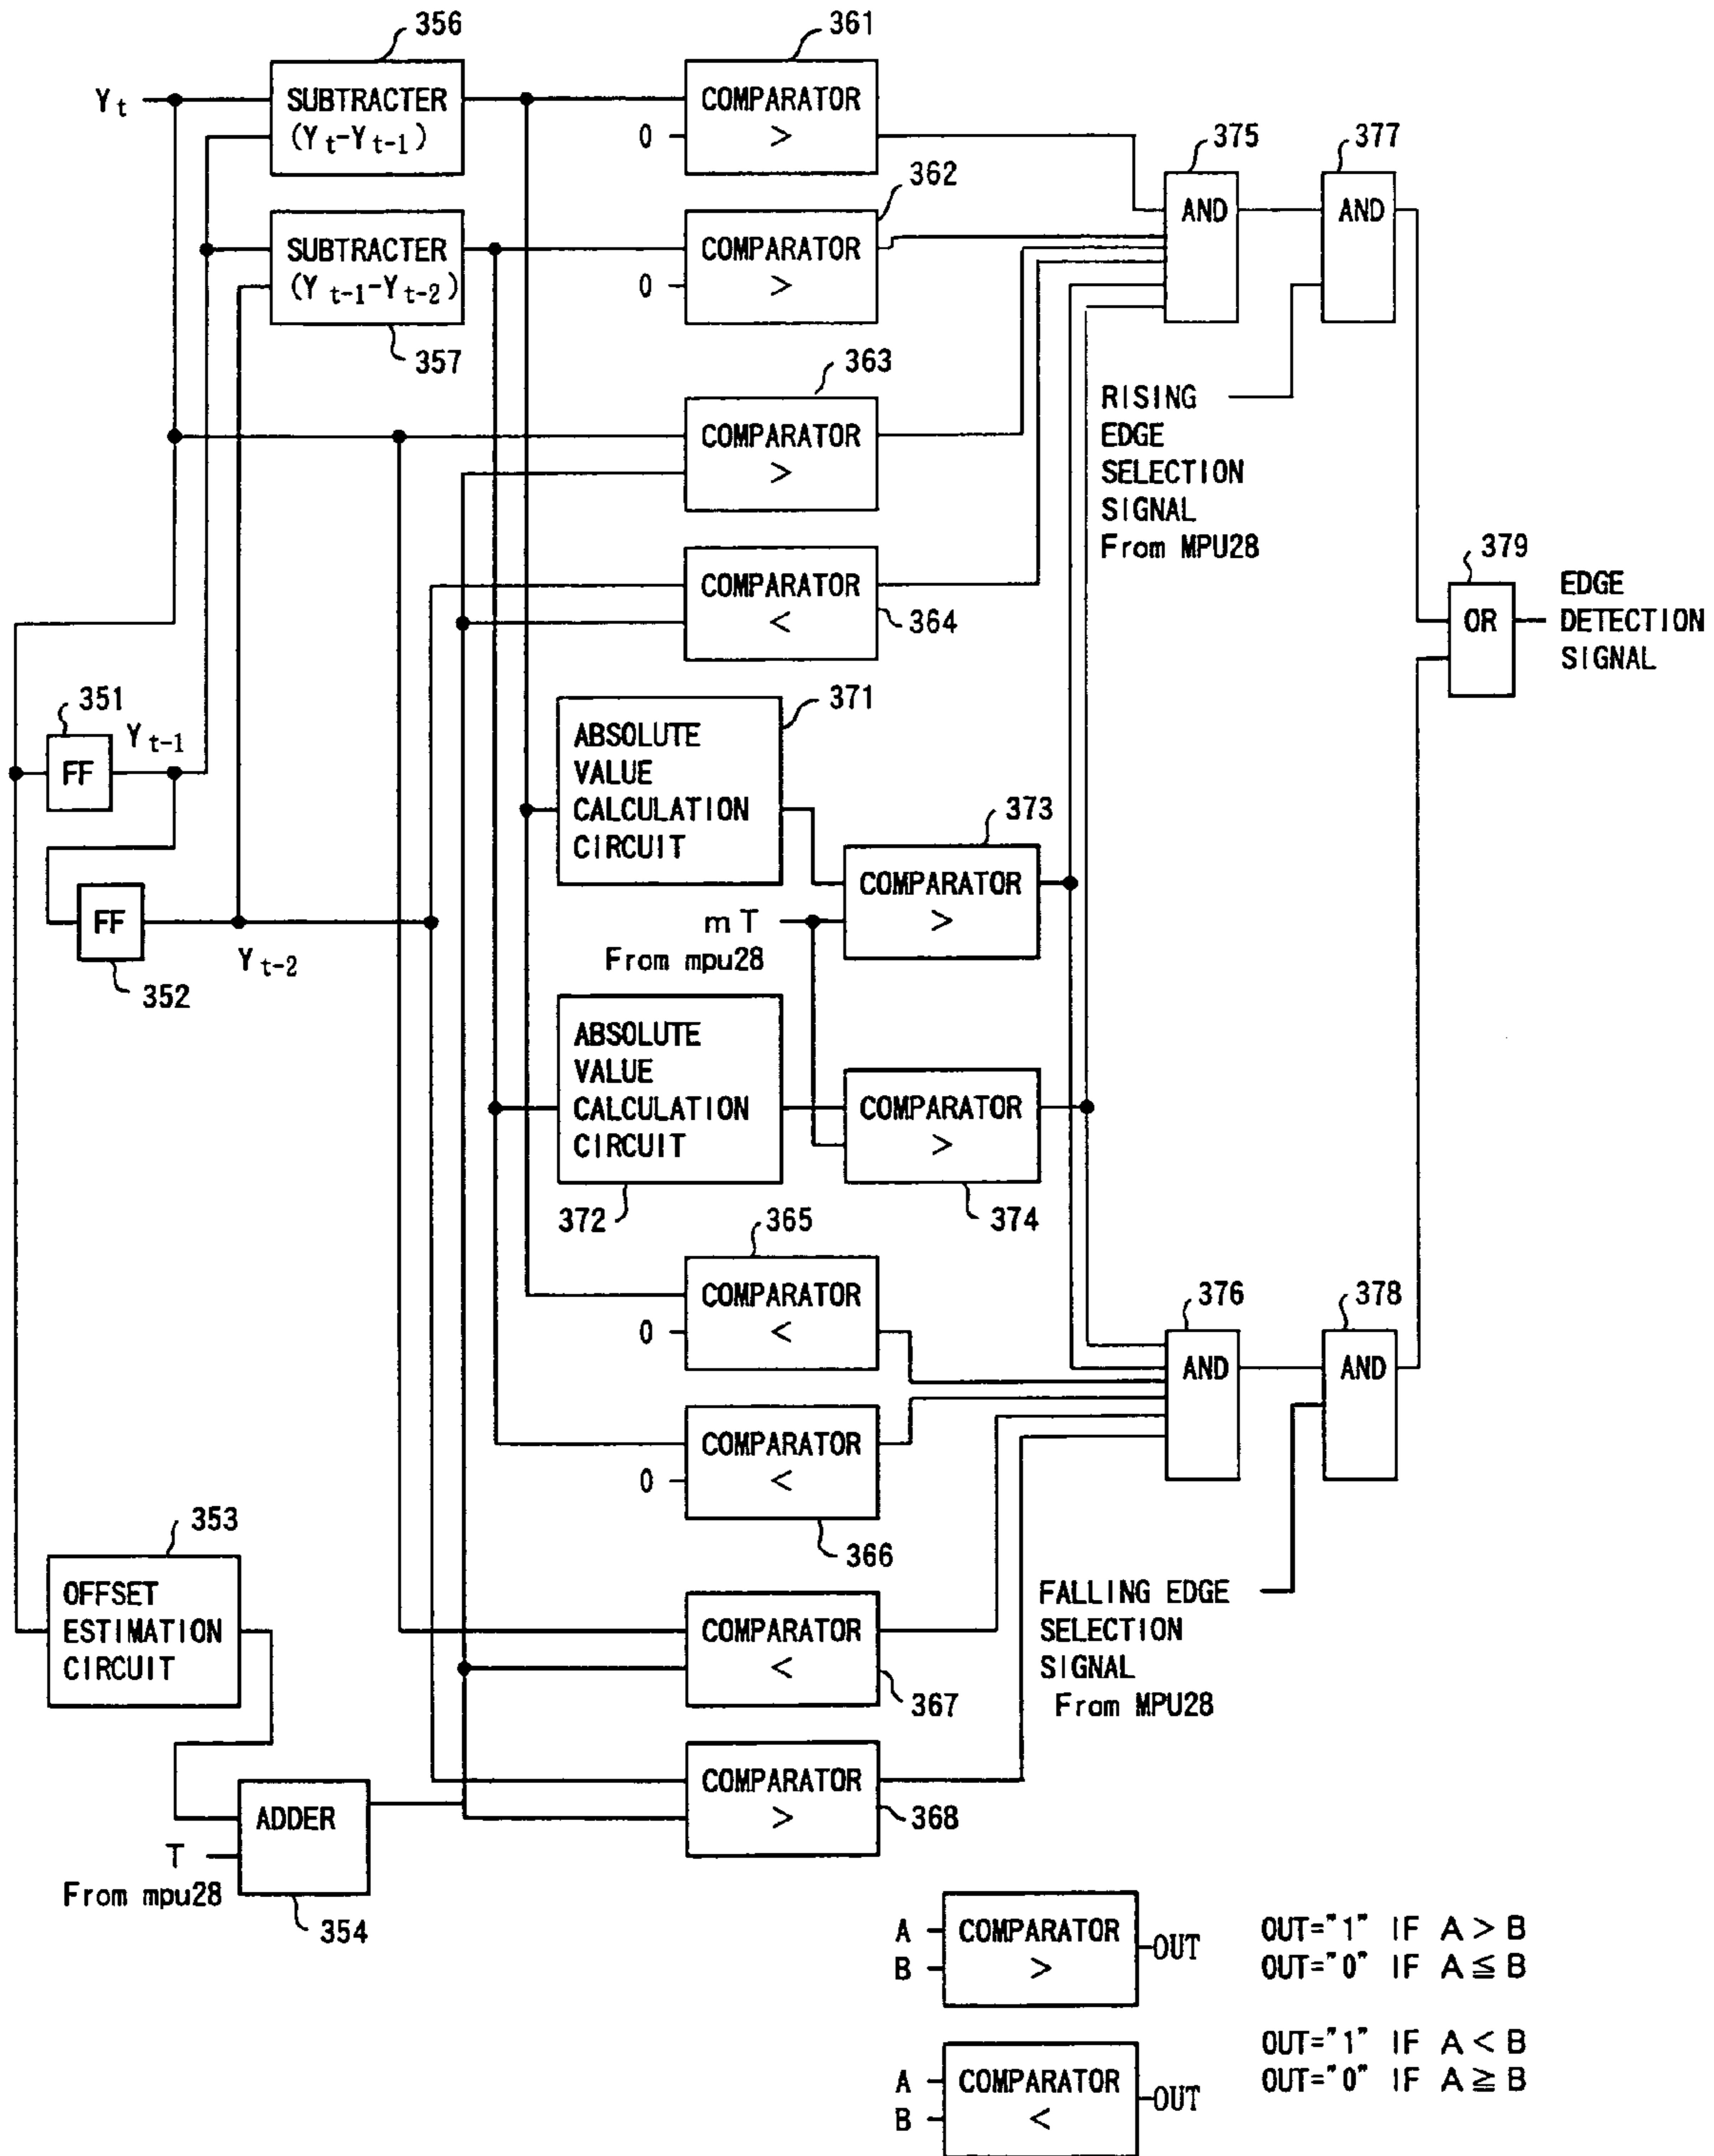 356
361
Yt
SUBTRACTER
(Yt-Yt-1)
COMPARATOR
>
0
375
377
362
AND
AND
SUBTRACTER
(Yt-1-Yt-2)
COMPARATOR
>
0
357
363
RISING
EDGE
SELECTION
SIGNAL
From MPU28
COMPARATOR
>
379
COMPARATOR
<
364
OR
EDGE
DETECTION
SIGNAL
351
Yt-1
FF
371
ABSOLUTE
VALUE
CALCULATION
CIRCUIT
373
COMPARATOR
>
FF
Yt-2
352
mT
From mpu28
ABSOLUTE
VALUE
CALCULATION
CIRCUIT
372
COMPARATOR
>
374
365
COMPARATOR
<
0
376
378
AND
AND
COMPARATOR
<
0
366
353
OFFSET
ESTIMATION
CIRCUIT
FALLING EDGE
SELECTION
SIGNAL
From MPU28
COMPARATOR
<
367
COMPARATOR
>
368
ADDER
T
From mpu28
354
A
B
COMPARATOR
>
OUT
OUT="1" IF A > B
OUT="0" IF A ≦ B
A
B
COMPARATOR
<
OUT
OUT="1" IF A < B
OUT="0" IF A ≧ B